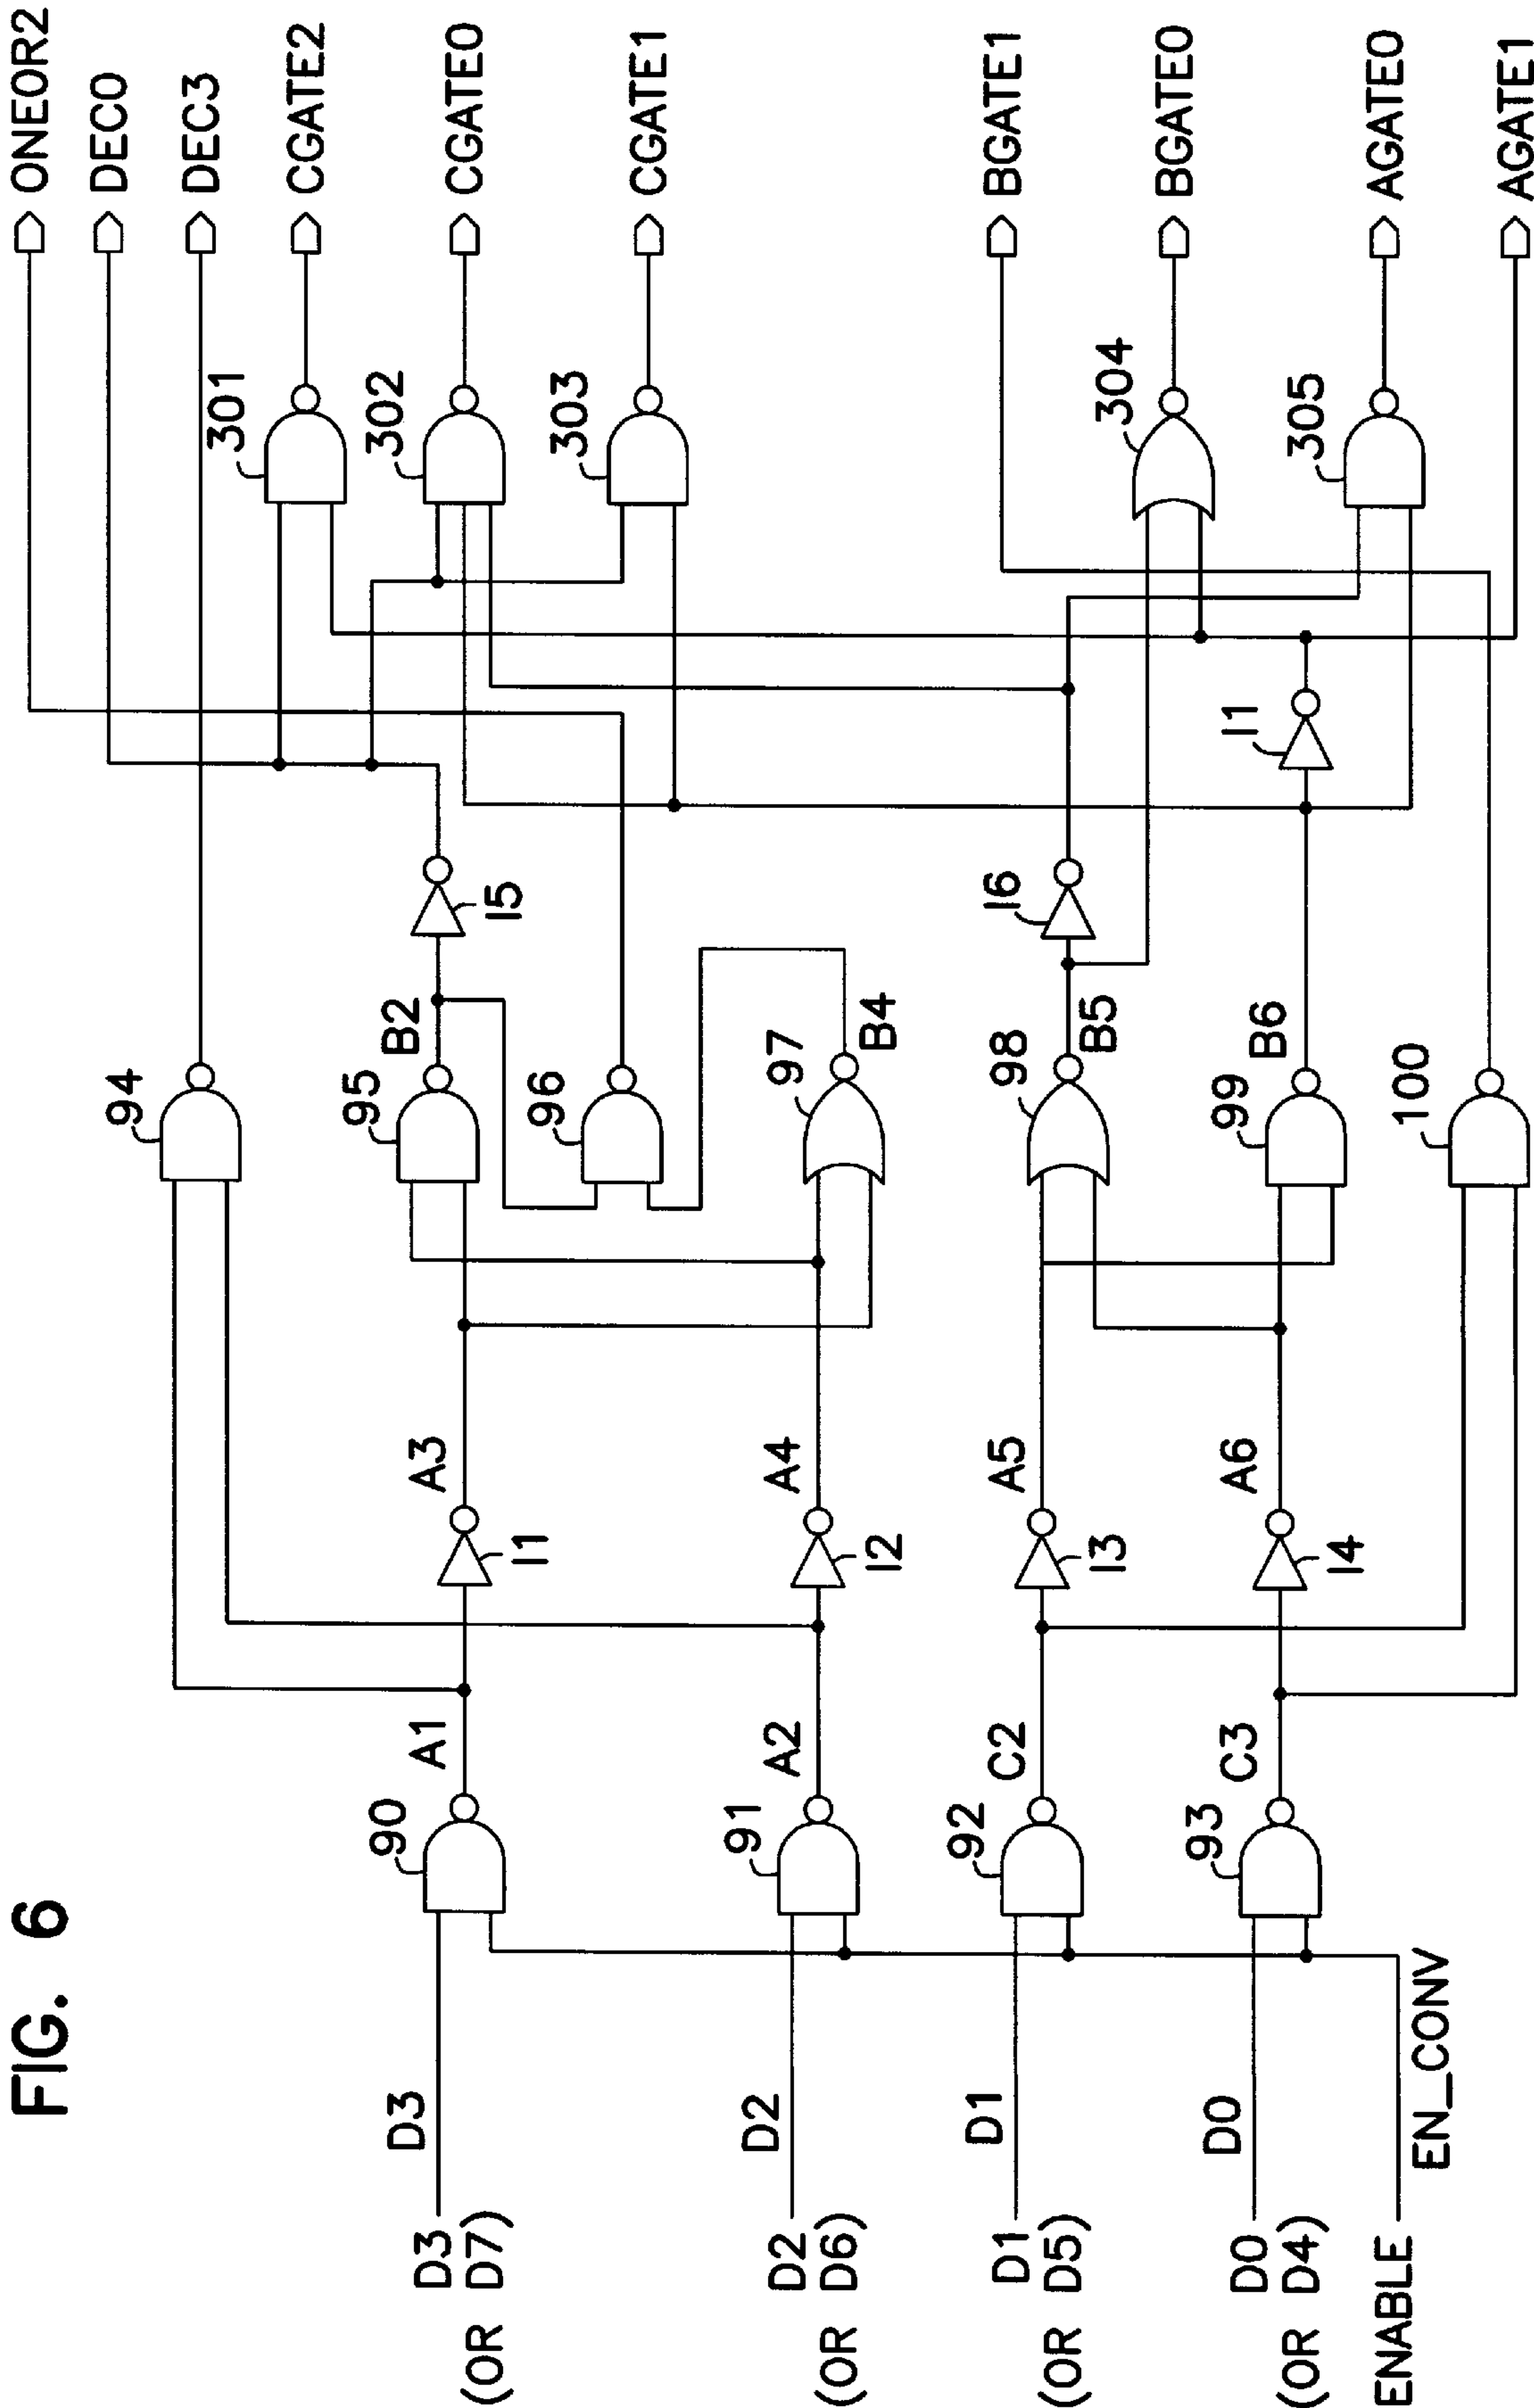 FIG. 6
D3
(OR D7)
D3
D2
(OR D6)
D2
D1
(OR D5)
D1
D0
(OR D4)
D0
ENABLE
EN_CONV
90
91
92
93
A1
A2
C2
C3
I1
I2
I3
I4
A3
A4
A5
A6
94
95
96
97
98
99
100
B2
B4
B5
B6
I5
I6
I1
301
302
303
304
305
ONEOR2
DEC0
DEC3
CGATE2
CGATE0
CGATE1
BGATE1
BGATE0
AGATE0
AGATE1